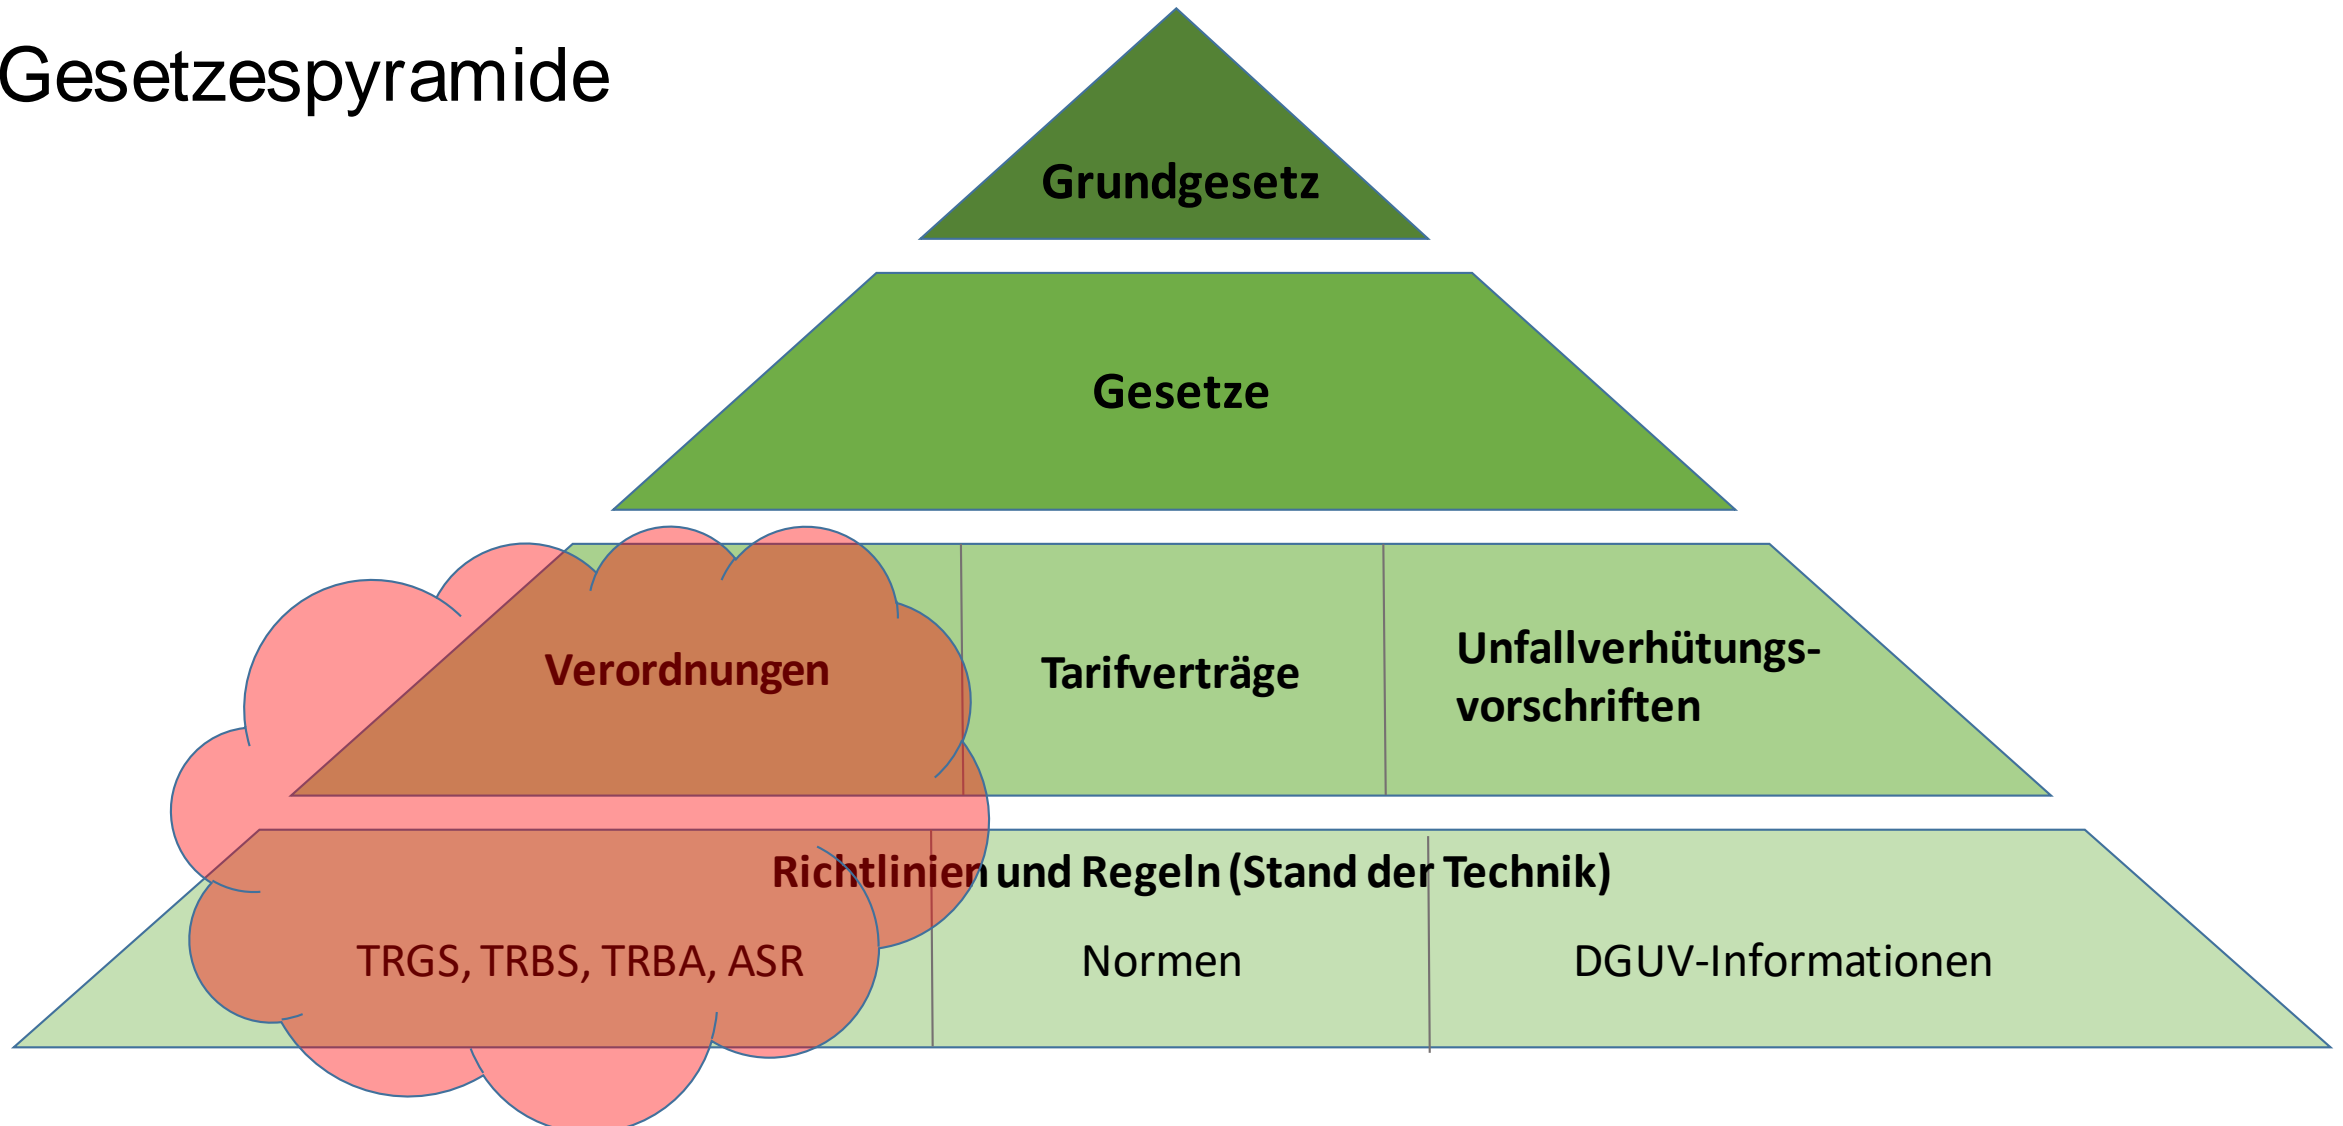 Gesetzespyramide
Grundgesetz
Gesetze
Verordnungen
Tarifverträge
Unfallverhütungs-
vorschriften
Richtlinien und Regeln (Stand der Technik)
TRGS, TRBS, TRBA, ASR
Normen
DGUV-Informationen